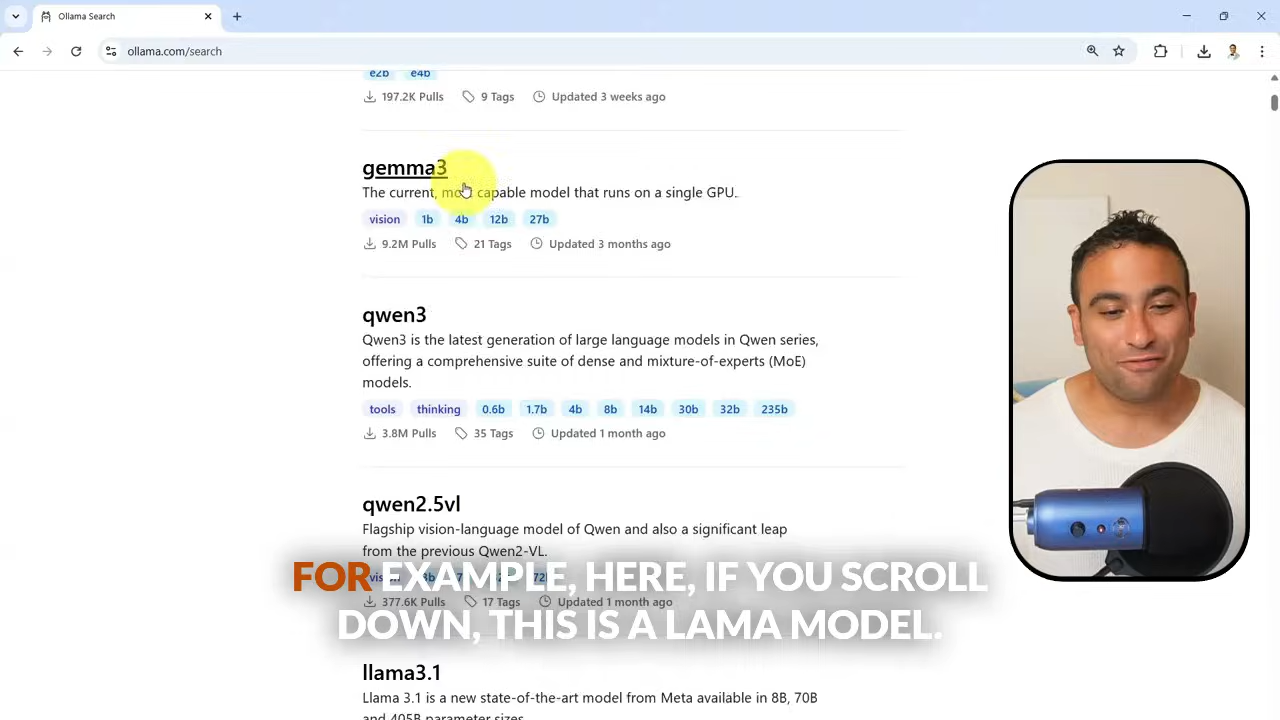 Ollama Search
ollama.com/search
e2b e4b
197.2K Pulls 9 Tags Updated 3 weeks ago
gemma3
The current, most capable model that runs on a single GPU.
vision 1b 4b 12b 27b
9.2M Pulls 21 Tags Updated 3 months ago
qwen3
Qwen3 is the latest generation of large language models in Qwen series,
offering a comprehensive suite of dense and mixture-of-experts (MoE)
models.
tools thinking 0.6b 1.7b 4b 8b 14b 30b 32b 235b
3.8M Pulls 35 Tags Updated 1 month ago
qwen2.5vl
Flagship vision-language model of Qwen and also a significant leap
from the previous Qwen2-VL.
FOR EXAMPLE, HERE, IF YOU SCROLL
377.6K Pulls 17 Tags Updated 1 month ago
DOWN, THIS IS A LAMA MODEL.
llama3.1
Llama 3.1 is a new state-of-the-art model from Meta available in 8B, 70B
and 405B parameter sizes.